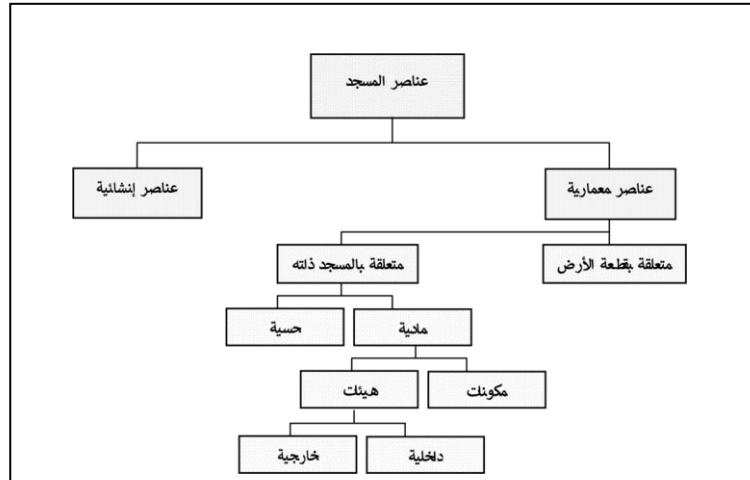 عناصر المسجد
عناصر معمارية
عناصر إنشائية
متعلقة بقطعة الأرض
متعلقة بالمسجد ذاته
مادية
حسية
مكونات
هيئات
داخلية
خارجية